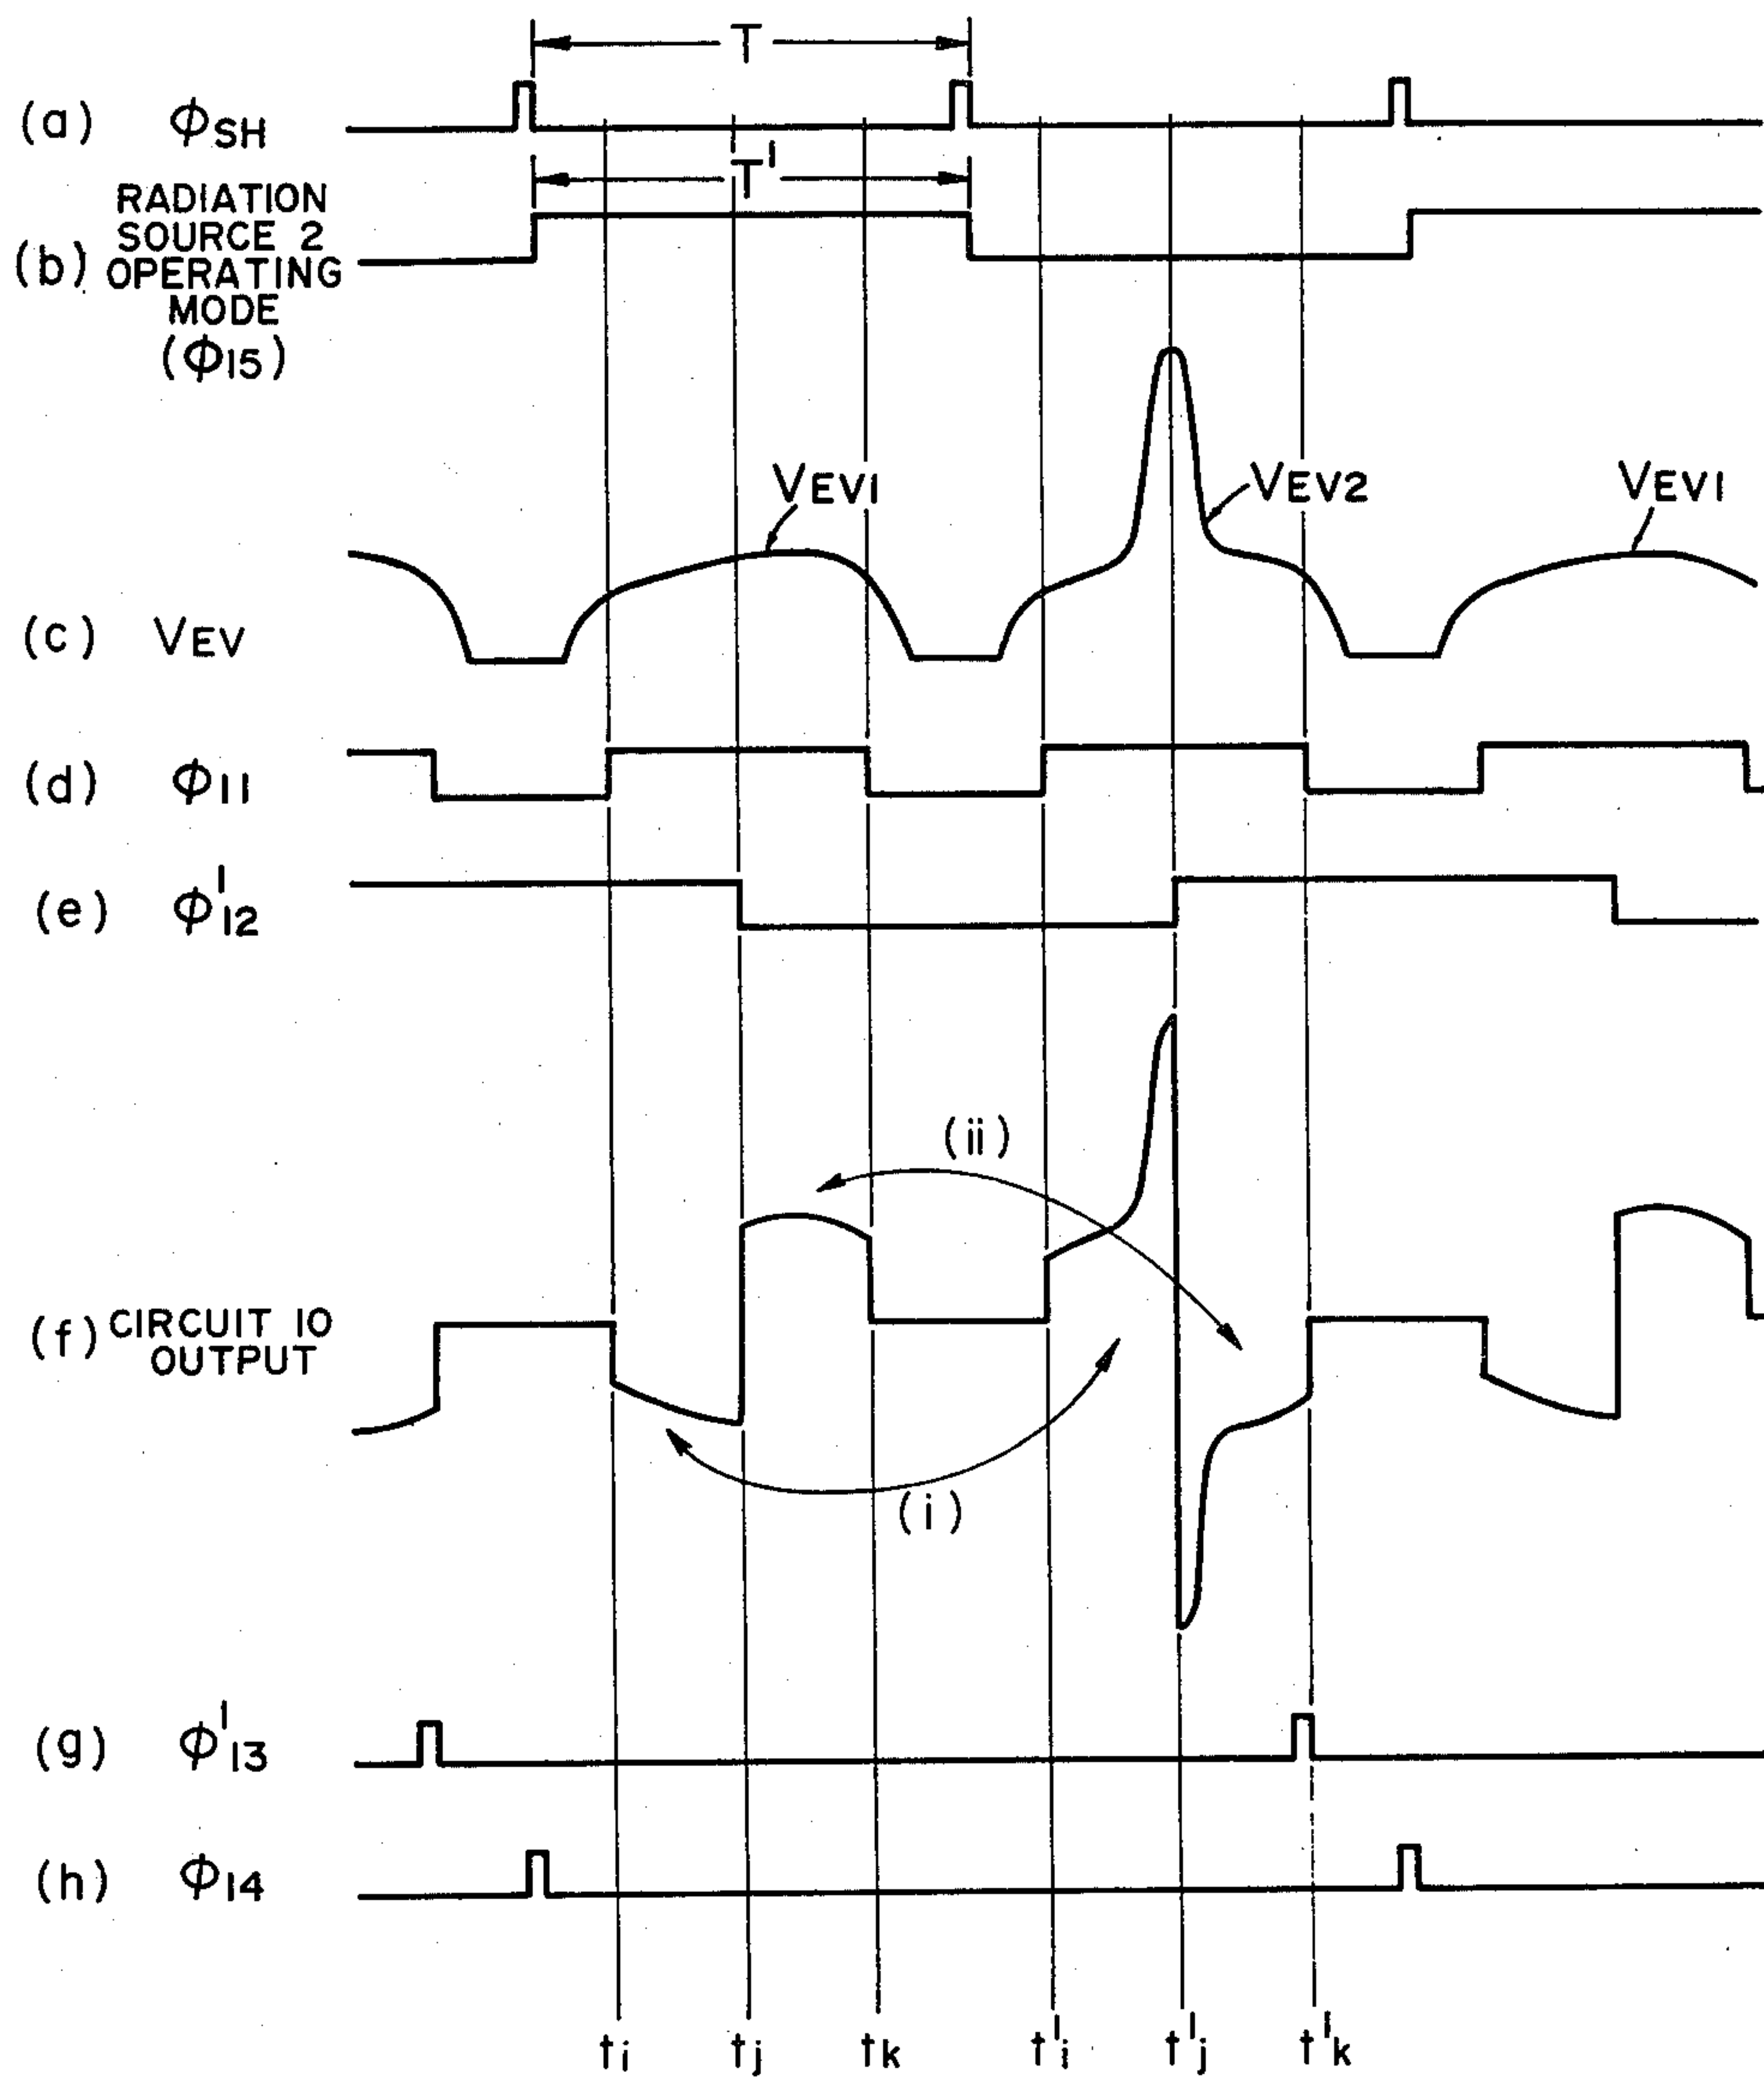 T
(a) ϕSH
T'
(b) RADIATION
SOURCE 2
OPERATING
MODE
(ϕ15)
VEV1
VEV2
VEV1
(c) VEV
(d) ϕ11
(e) ϕ'12
(ii)
(f) CIRCUIT 10
OUTPUT
(i)
(g) ϕ'13
(h) ϕ14
ti tj tk t'i t'j t'k